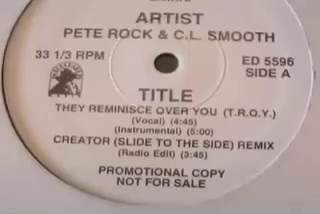 ARTIST
PETE ROCK & C.L. SMOOTH
33 1/3 RPM
ED 5596
SIDE A
TITLE
THEY REMINISCE OVER YOU (T.R.O.Y.)
(Vocal) (4:45)
(Instrumental) (5:00)
CREATOR (SLIDE TO THE SIDE) REMIX
(Radio Edit) (3:45)
PROMOTIONAL COPY
NOT FOR SALE